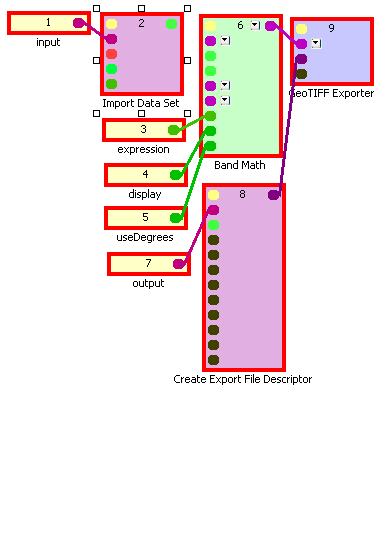 1
input
2
Import Data Set
3
expression
4
display
5
useDegrees
7
output
6
Band Math
8
Create Export File Descriptor
9
GeoTIFF Exporter